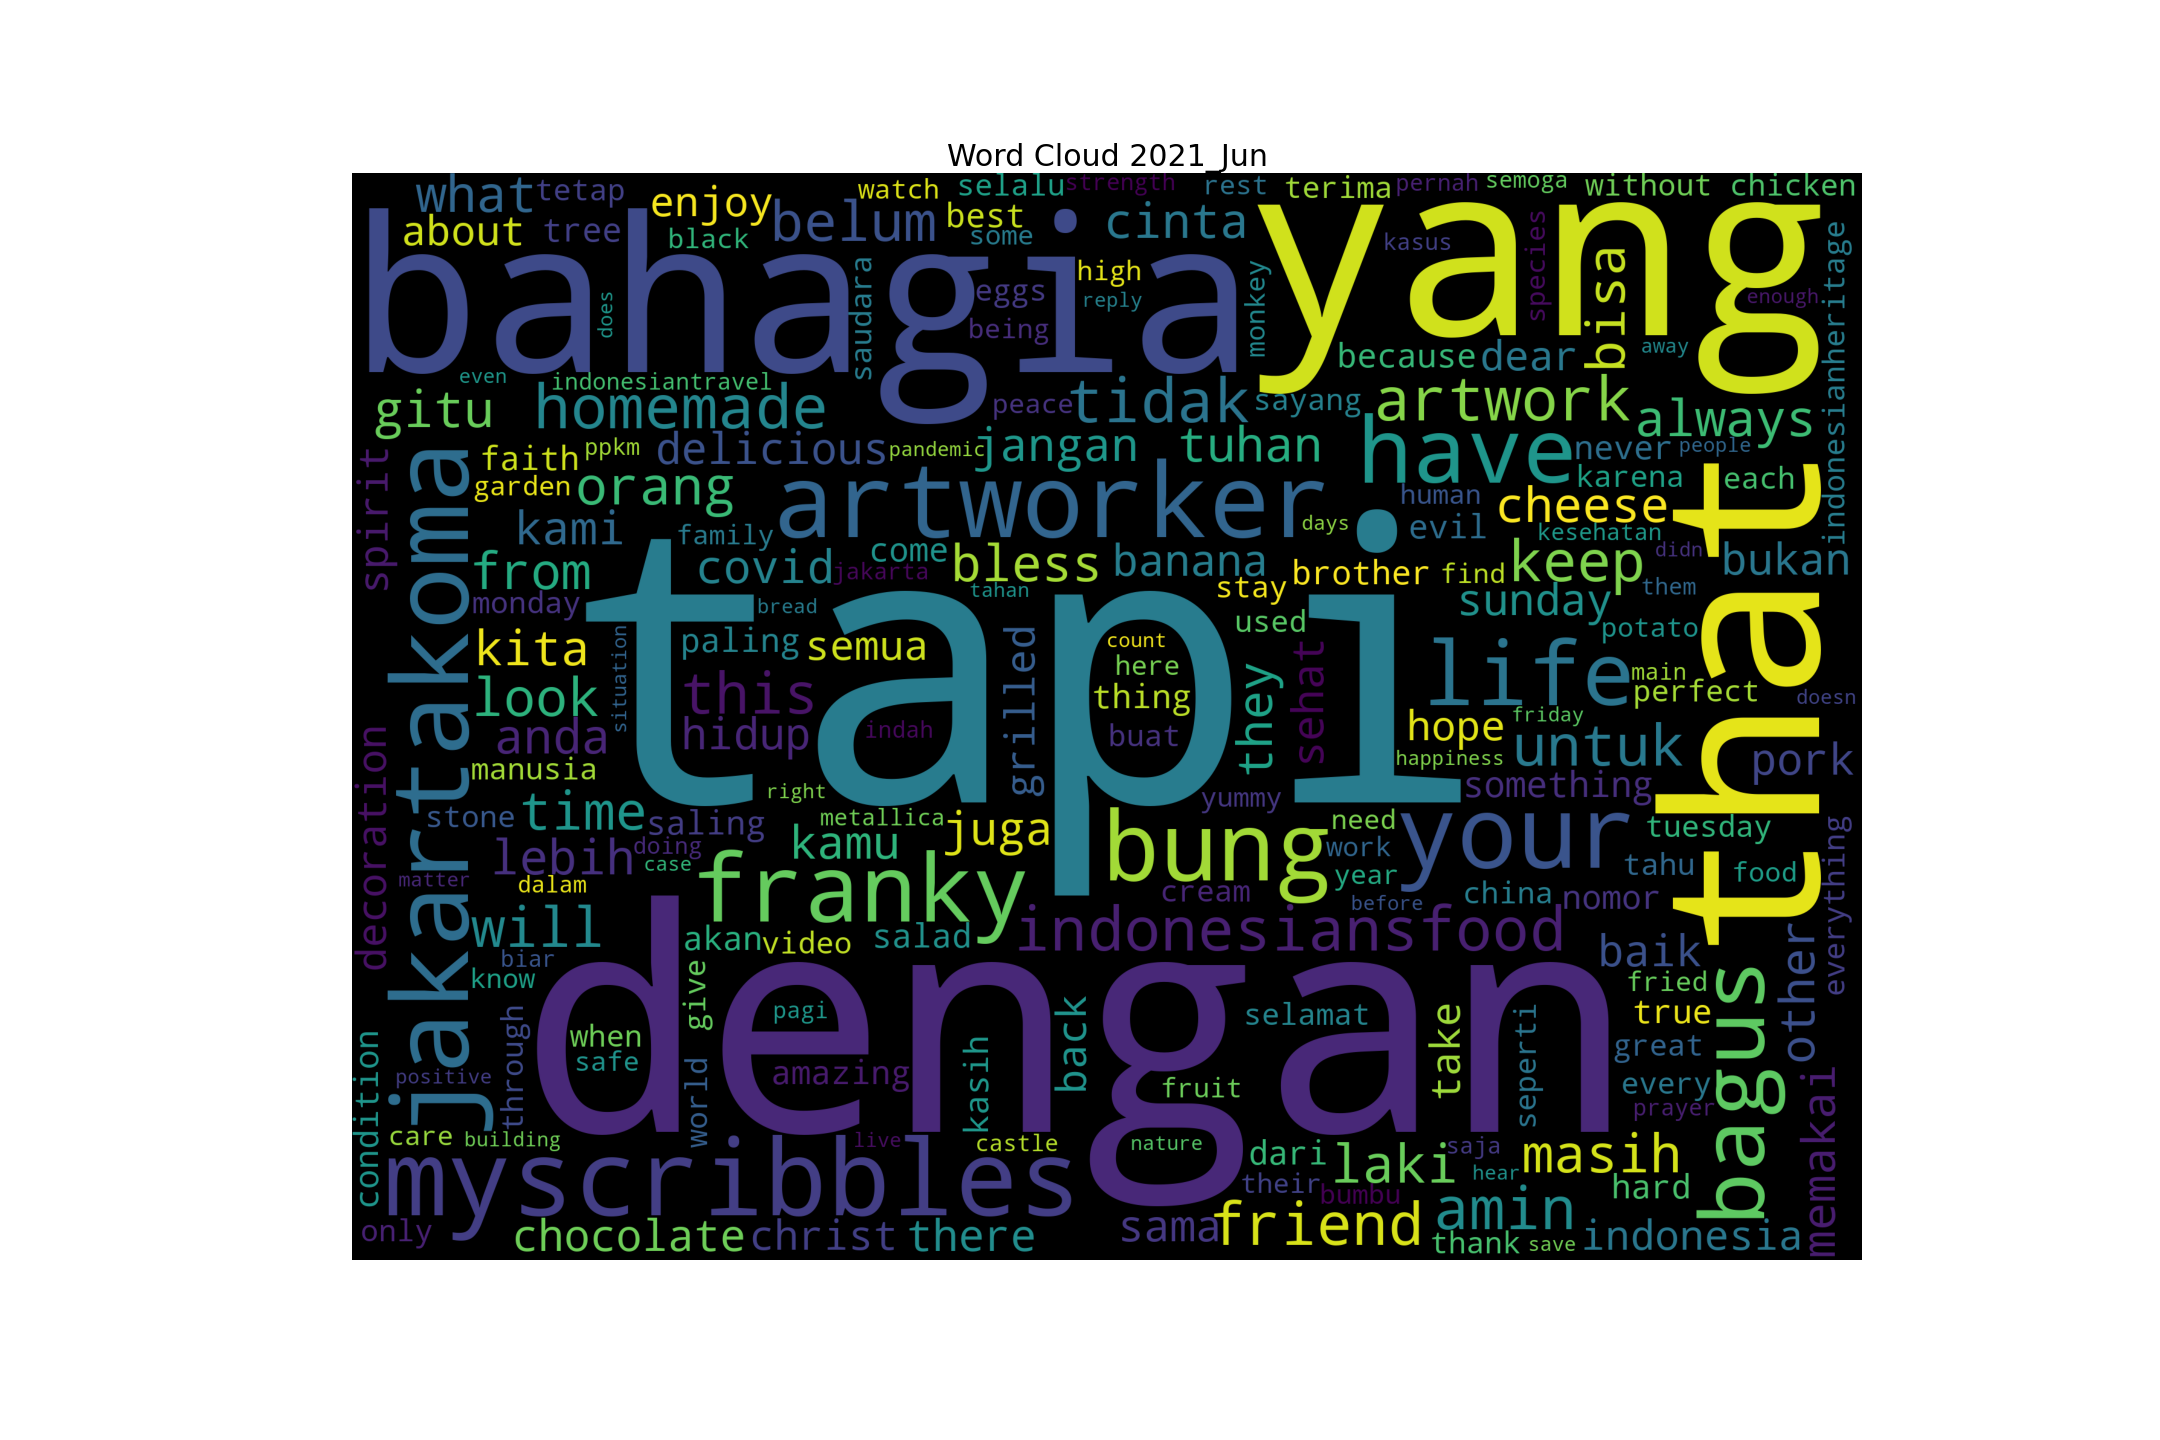 Word Cloud 2021_Jun
what
tetap
enjoy
watch
selalu
strength
rest
terima
pernah
semoga
without
chicken
about
tree
black
belum
best
some
cinta
yang
kasus
species
bisa
indonesianheritage
bahagia
does
saudara
eggs
being
high
reply
monkey
enough
because
dear
away
even
indonesiantravel
gitu
homemade
peace
tidak
sayang
artwork
always
spirit
jakartakoma
faith
ppkm
delicious
pandemic
jangan
tuhan
have
never
people
garden
orang
artworker
human
cheese
karena
each
that
kami
family
days
evil
kesehatan
didn
bukan
from
covid
come
jakarta
bless
banana
brother
find
keep
monday
bread
tahan
stay
sunday
them
tapi
kita
situation
paling
semua
grilled
count
used
potato
here
they
sehat
life
main
look
this
thing
perfect
doesn
decoration
anda
hidup
indah
buat
hope
friday
untuk
pork
manusia
happiness
something
right
yummy
stone
time
saling
metallica
juga
bung
need
your
tuesday
everything
lebih
doing
kamu
work
tahu
matter
case
franky
year
food
dalam
cream
before
china
nomor
will
akan
video
salad
indonesiansfood
baik
other
bagus
know
biar
dengan
give
fried
condition
through
when
pagi
back
selamat
take
seperti
true
safe
world
amazing
kasih
fruit
great
every
memakai
positive
prayer
care
building
live
castle
nature
dari
laki
saja
masih
myscribbles
their
bumbu
hear
hard
only
chocolate
christ
there
sama
friend
amin
thank
save
indonesia